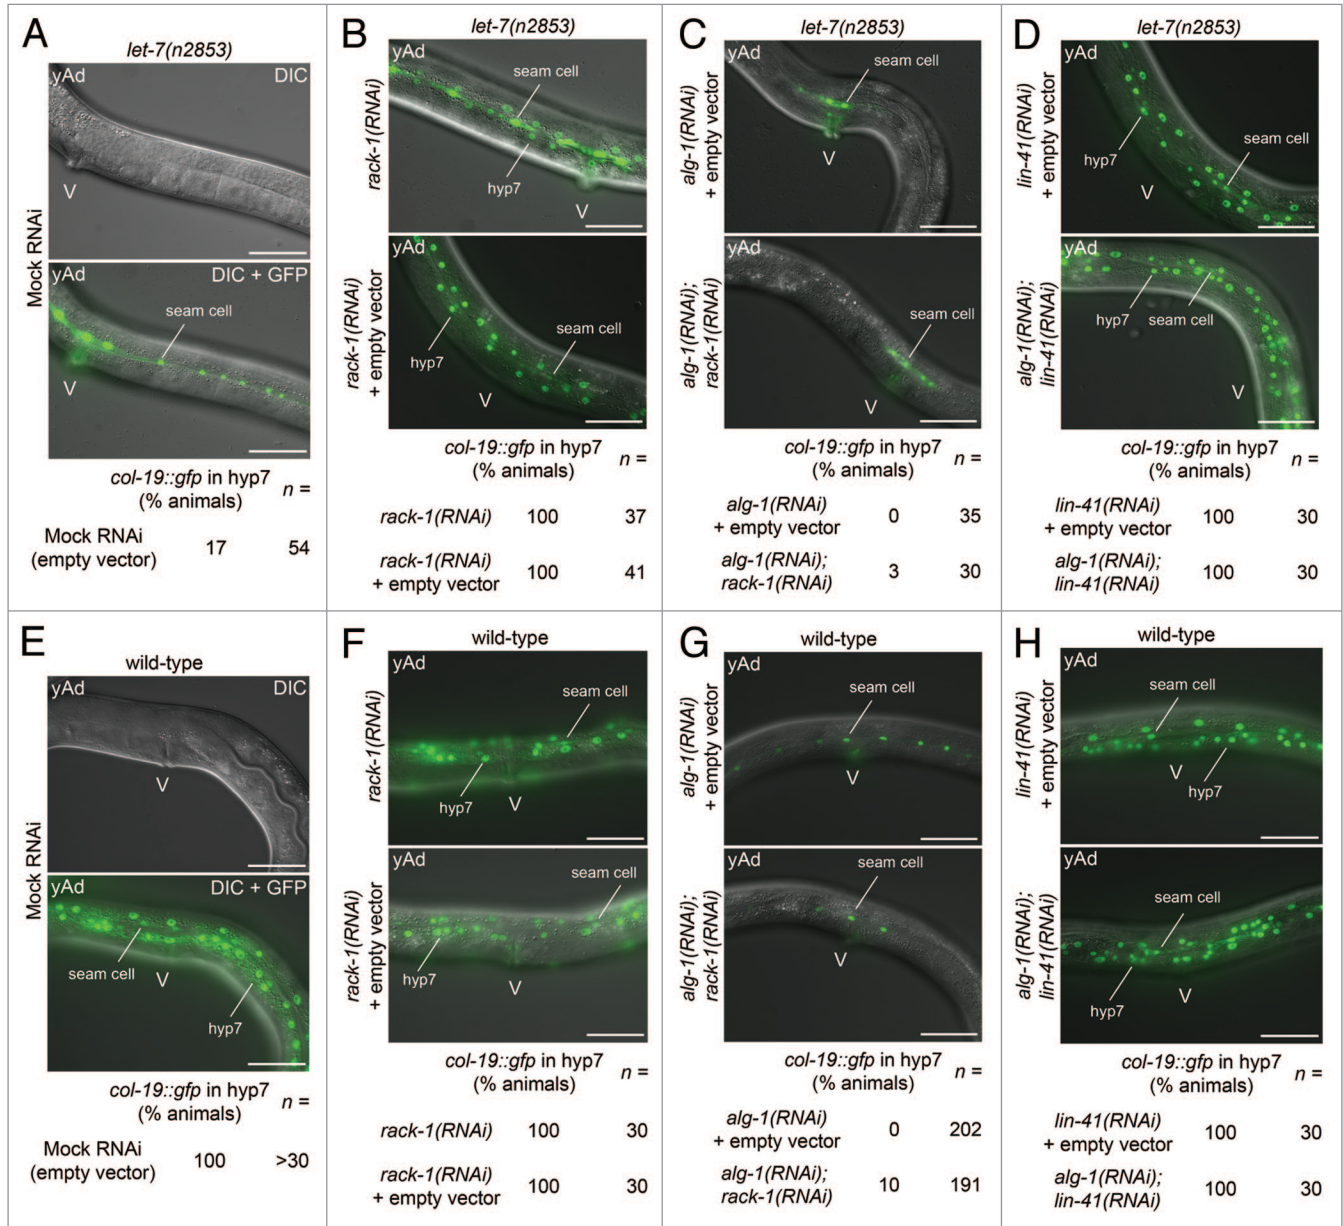 A
let-7(n2853)
Mock RNAi
yAd
DIC
V
yAd
DIC + GFP
seam cell
V
col-19::gfp in hyp7
(% animals)
n =
Mock RNAi
(empty vector)
17
54
B
let-7(n2853)
rack-1(RNAi)
yAd
seam cell
hyp7
V
rack-1(RNAi)
+ empty vector
yAd
seam cell
hyp7
V
col-19::gfp in hyp7
(% animals)
n =
rack-1(RNAi)
100
37
rack-1(RNAi)
+ empty vector
100
41
C
let-7(n2853)
alg-1(RNAi)
+ empty vector
yAd
seam cell
V
alg-1(RNAi);
rack-1(RNAi)
yAd
seam cell
V
col-19::gfp in hyp7
(% animals)
n =
alg-1(RNAi)
+ empty vector
0
35
alg-1(RNAi);
rack-1(RNAi)
3
30
D
let-7(n2853)
lin-41(RNAi)
+ empty vector
yAd
hyp7
seam cell
V
alg-1(RNAi);
lin-41(RNAi)
yAd
hyp7
seam cell
V
col-19::gfp in hyp7
(% animals)
n =
lin-41(RNAi)
+ empty vector
100
30
alg-1(RNAi);
lin-41(RNAi)
100
30
E
wild-type
Mock RNAi
yAd
DIC
V
yAd
DIC + GFP
seam cell
V
hyp7
col-19::gfp in hyp7
(% animals)
n =
Mock RNAi
(empty vector)
100
>30
F
wild-type
rack-1(RNAi)
yAd
seam cell
hyp7
V
rack-1(RNAi)
+ empty vector
yAd
seam cell
hyp7
V
col-19::gfp in hyp7
(% animals)
n =
rack-1(RNAi)
100
30
rack-1(RNAi)
+ empty vector
100
30
G
wild-type
alg-1(RNAi)
+ empty vector
yAd
seam cell
V
alg-1(RNAi);
rack-1(RNAi)
yAd
seam cell
V
col-19::gfp in hyp7
(% animals)
n =
alg-1(RNAi)
+ empty vector
0
202
alg-1(RNAi);
rack-1(RNAi)
10
191
H
wild-type
lin-41(RNAi)
+ empty vector
yAd
seam cell
V
hyp7
alg-1(RNAi);
lin-41(RNAi)
yAd
seam cell
hyp7
V
col-19::gfp in hyp7
(% animals)
n =
lin-41(RNAi)
+ empty vector
100
30
alg-1(RNAi);
lin-41(RNAi)
100
30